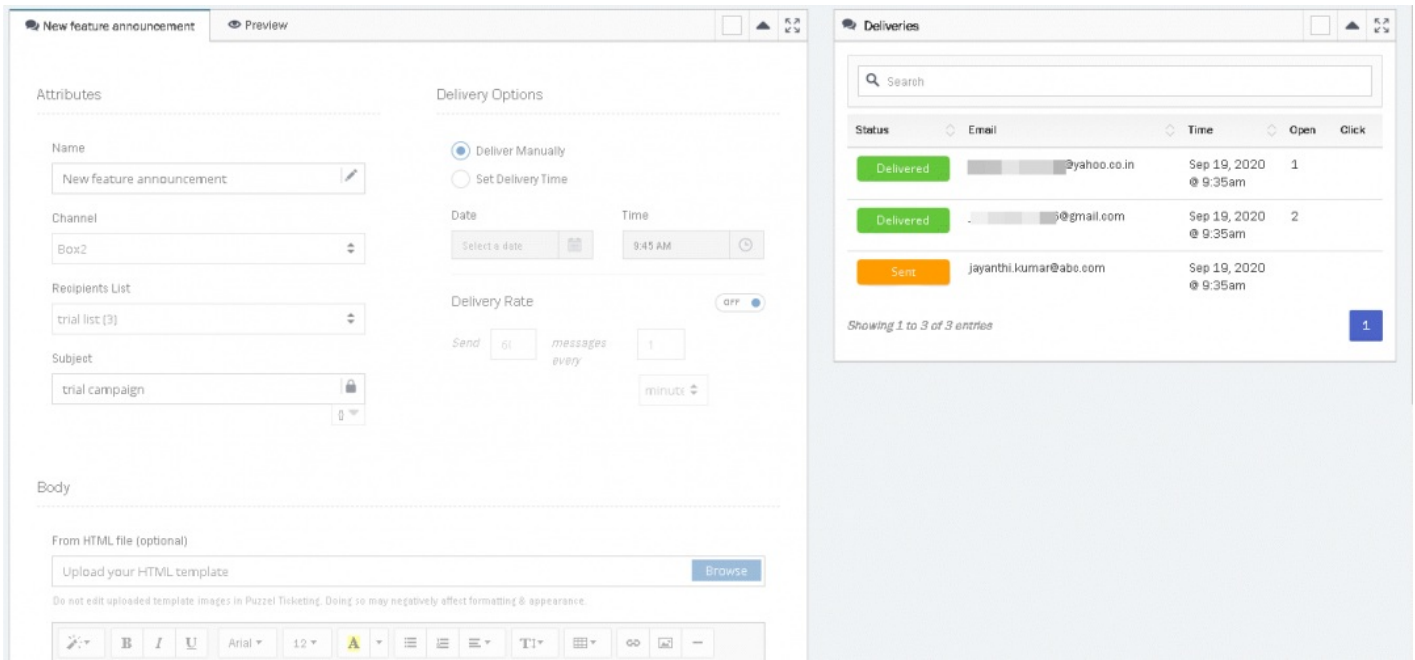 New feature announcement
Preview
Attributes
Name
New feature announcement
Channel
Box2
Recipients List
trial list (3)
Subject
trial campaign
{}
Delivery Options
Deliver Manually
Set Delivery Time
Date
Time
Select a date
9:45 AM
Delivery Rate
OFF
Send
messages
every
1
minute
Body
From HTML file (optional)
Upload your HTML template
Browse
Do not edit uploaded template images in Puzzel Ticketing. Doing so may negatively affect formatting & appearance.
B I U Arial 12 A
Deliveries
Search
Status Email Time Open Click
Delivered @yahoo.co.in Sep 19, 2020 1
@ 9:35am
Delivered @gmail.com Sep 19, 2020 2
@ 9:35am
Sent jayanthi.kumar@abc.com Sep 19, 2020
@ 9:35am
Showing 1 to 3 of 3 entries
1